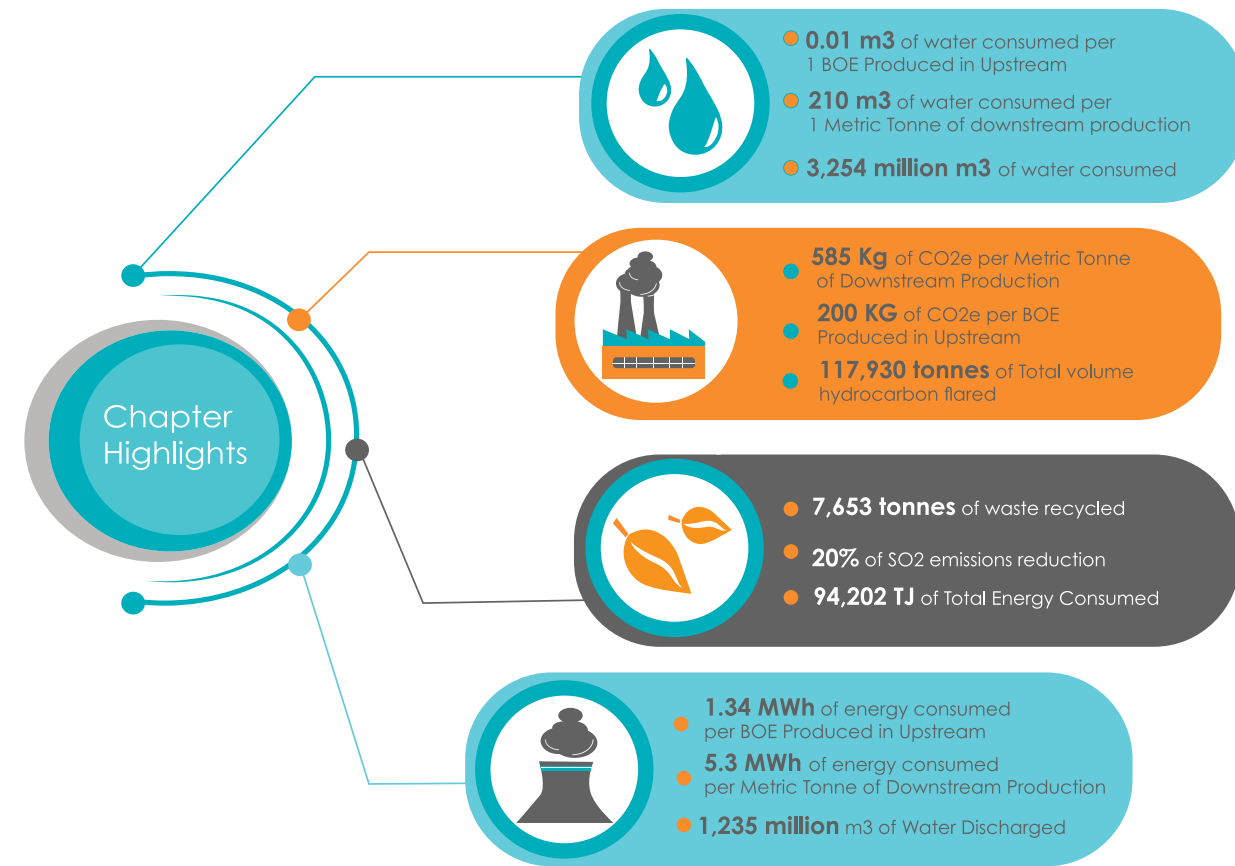 Chapter
Highlights
0.01 m3 of water consumed per
1 BOE Produced in Upstream
210 m3 of water consumed per
1 Metric Tonne of downstream production
3,254 million m3 of water consumed
585 Kg of CO2e per Metric Tonne
of Downstream Production
200 KG of CO2e per BOE
Produced in Upstream
117,930 tonnes of Total volume
hydrocarbon flared
7,653 tonnes of waste recycled
20% of SO2 emissions reduction
94,202 TJ of Total Energy Consumed
1.34 MWh of energy consumed
per BOE Produced in Upstream
5.3 MWh of energy consumed
per Metric Tonne of Downstream Production
1,235 million m3 of Water Discharged